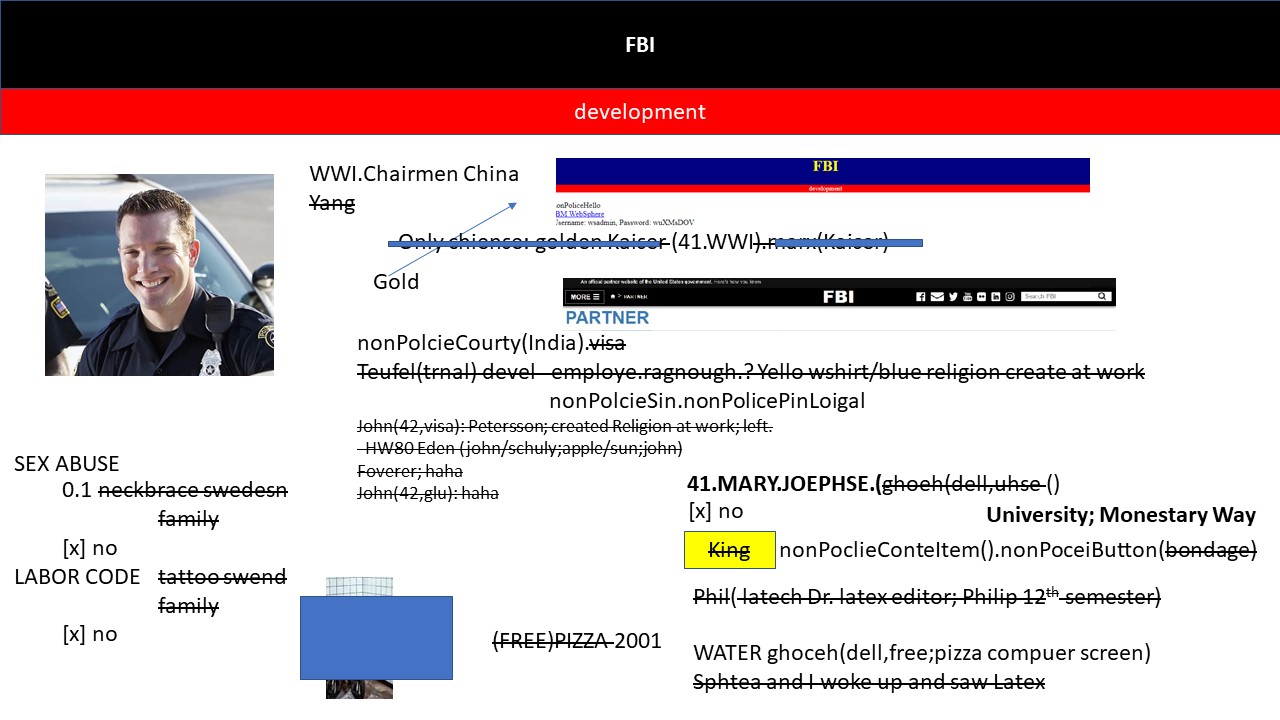 FBI
development
WWI.Chairmen China
Yang
FBI
development
onPoliceHello
BM WebSphere
sername: wsadmin, Password: wuXMsDOV
Only chience: golden Kaiser (41.WWI).marx(Kaiser)
Gold
An official partner website of the United States government. Here's how you know
MORE > PARTNER FBI Search FBI
PARTNER
nonPolcieCourty(India).visa
Teufel(trnal) devel - employe.ragnough.? Yello wshirt/blue religion create at work
nonPolcieSin.nonPolicePinLoigal
John(42,visa): Petersson; created Religion at work; left.
-HW80 Eden (john/schuly;apple/sun;john)
Foverer; haha
John(42,glu): haha
SEX ABUSE
0.1 neckbrace swedesn
family
[x] no
LABOR CODE tattoo swend
family
[x] no
(FREE)PIZZA 2001
41.MARY.JOEPHSE.(ghoeh(dell,uhse ()
[x] no
University; Monestary Way
King nonPoclieConteItem().nonPoceiButton(bondage)
Phil( latech Dr. latex editor; Philip 12th semester)
WATER ghoceh(dell,free;pizza compuer screen)
Sphtea and I woke up and saw Latex